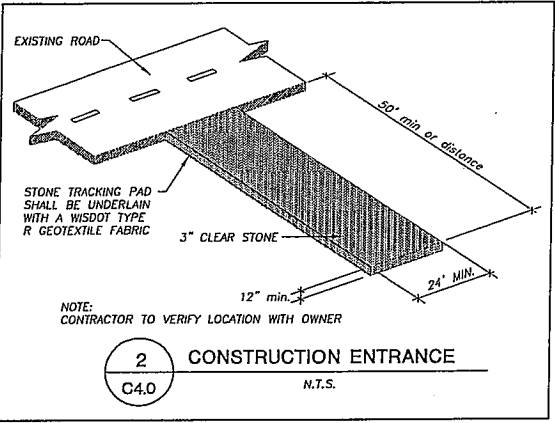 EXISTING ROAD
50' min or distance
STONE TRACKING PAD
SHALL BE UNDERLAIN
WITH A WISDOT TYPE
R GEOTEXTILE FABRIC
3" CLEAR STONE
24' MIN.
12" min.
NOTE:
CONTRACTOR TO VERIFY LOCATION WITH OWNER
2
C4.0
CONSTRUCTION ENTRANCE
N.T.S.